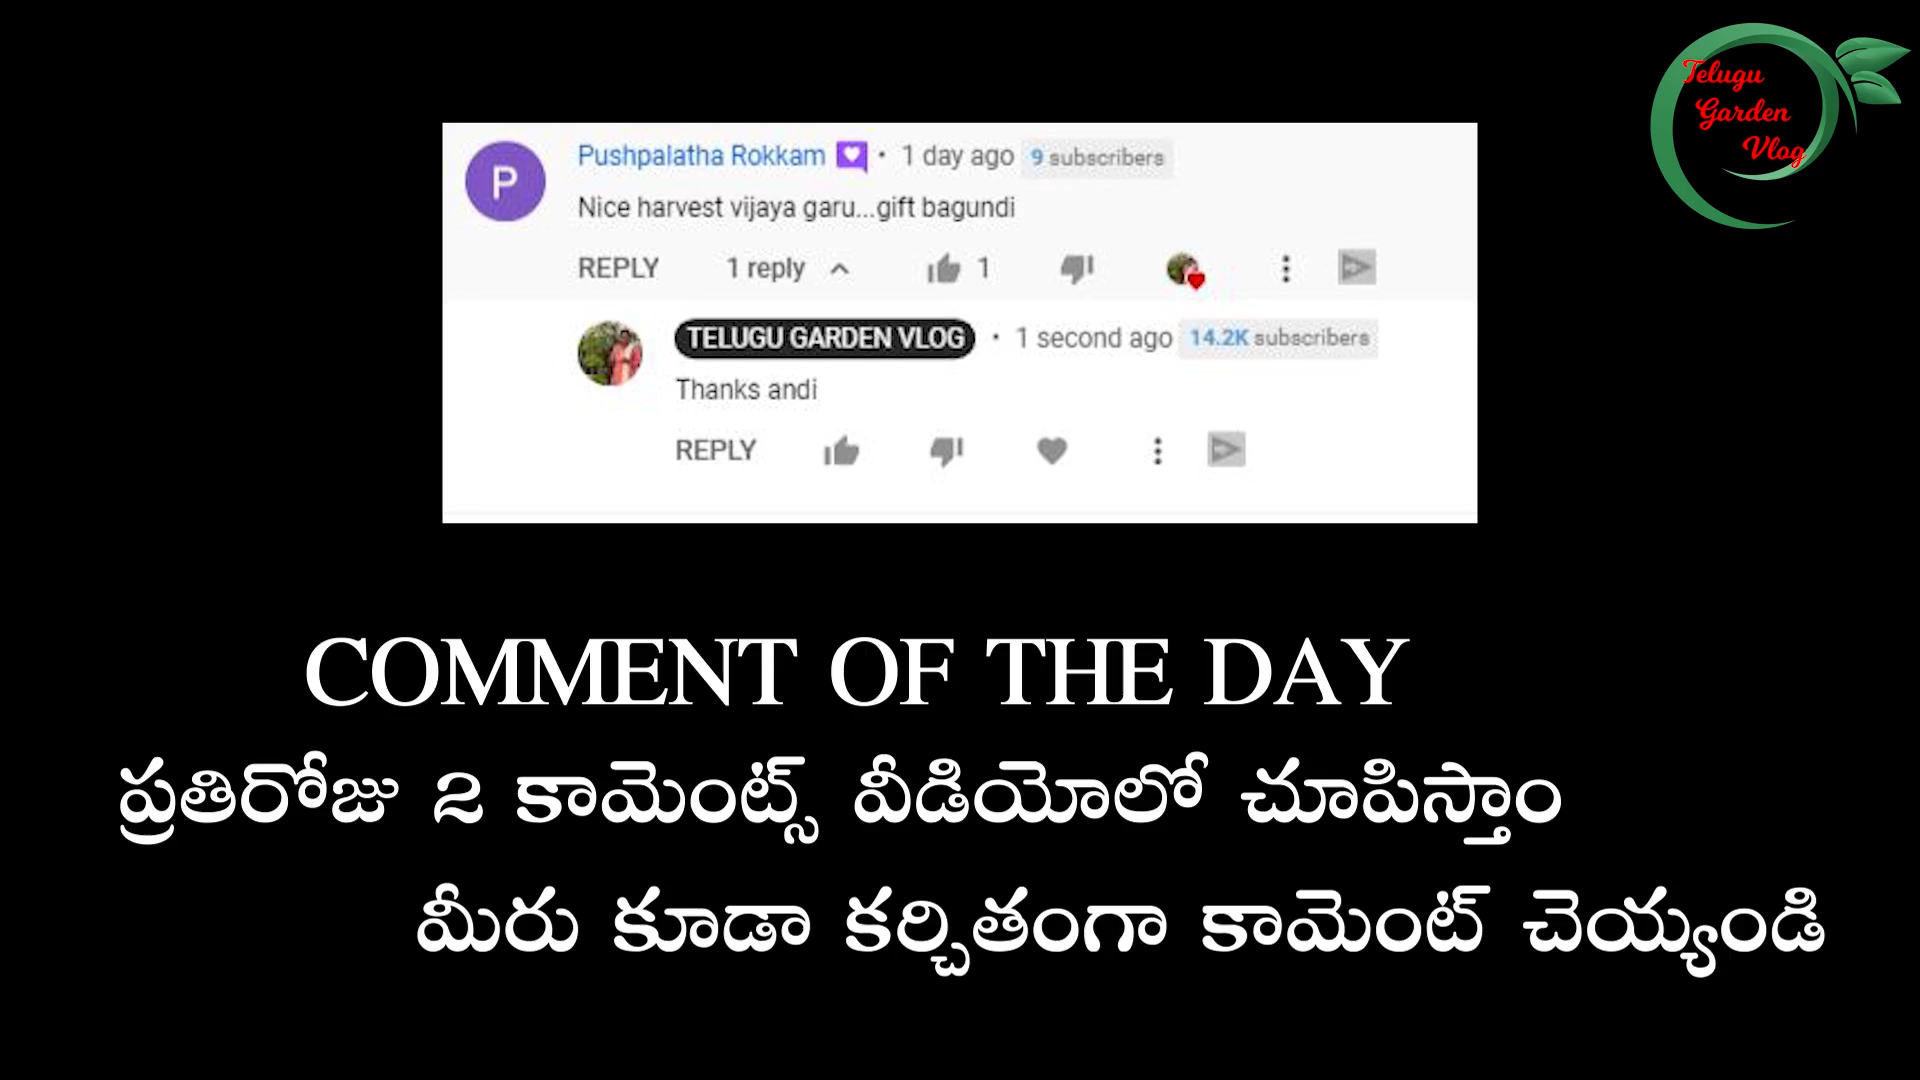 Telugu
Garden
Vlog
P
Pushpalatha Rokkam • 1 day ago 9 subscribers
Nice harvest vijaya garu...gift bagundi
REPLY 1 reply 1
TELUGU GARDEN VLOG • 1 second ago 14.2K subscribers
Thanks andi
REPLY
COMMENT OF THE DAY
ప్రతిరోజు 2 కామెంట్స్ వీడియోలో చూపిస్తాం
మీరు కూడా కర్చితంగా కామెంట్ చెయ్యండి